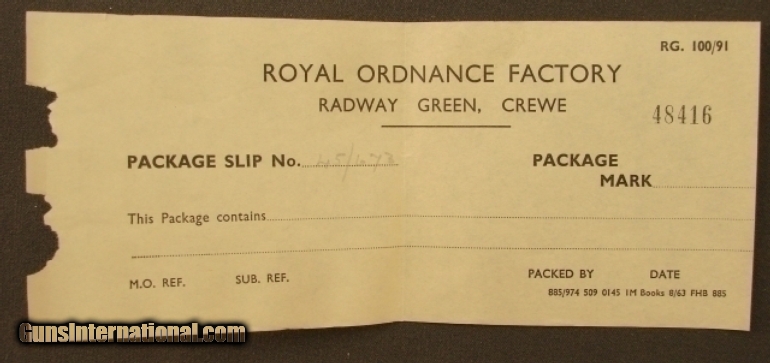 RG. 100/91
ROYAL ORDNANCE FACTORY
RADWAY GREEN, CREWE
48416
PACKAGE SLIP No.
PACKAGE
MARK
This Package contains
M.O. REF. SUB. REF. PACKED BY DATE
885/974 509 0145 1M Books 8/63 FHB 885
GunsInternational.com